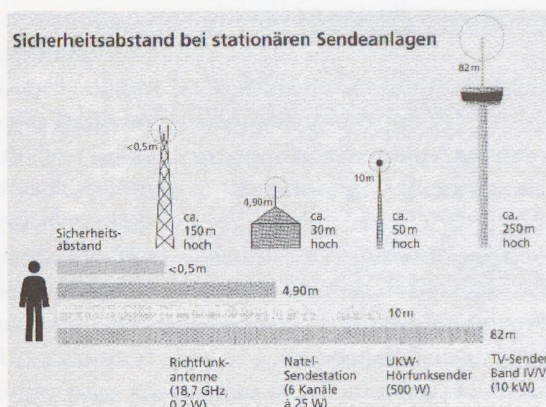 Sicherheitsabstand bei stationären Sendeanlagen
82m
<0,5m
4,90m
10m
ca.
150m
hoch
ca.
30m
hoch
ca.
50m
hoch
ca.
250m
hoch
Sicherheits-
abstand
<0,5m
4,90m
10m
82m
Richtfunk-
antenne
(18,7 GHz,
0,2 W)
Natel-
Sendestation
(6 Kanäle
à 25 W)
UKW-
Hörfunksender
(500 W)
TV-Sender
Band IV/V
(10 kW)